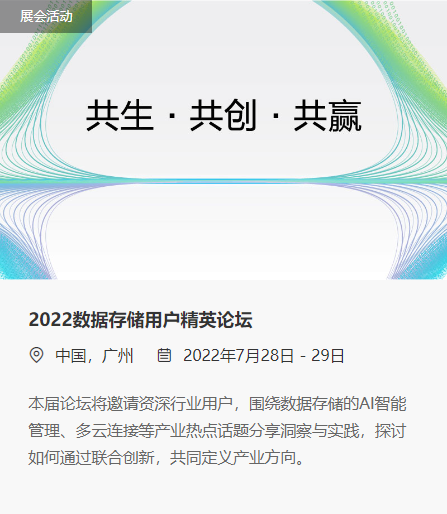 展会活动
共生·共创·共赢
2022数据存储用户精英论坛
中国，广州 2022年7月28日 - 29日
本届论坛将邀请资深行业用户，围绕数据存储的AI智能
管理、多云连接等产业热点话题分享洞察与实践，探讨
如何通过联合创新，共同定义产业方向。